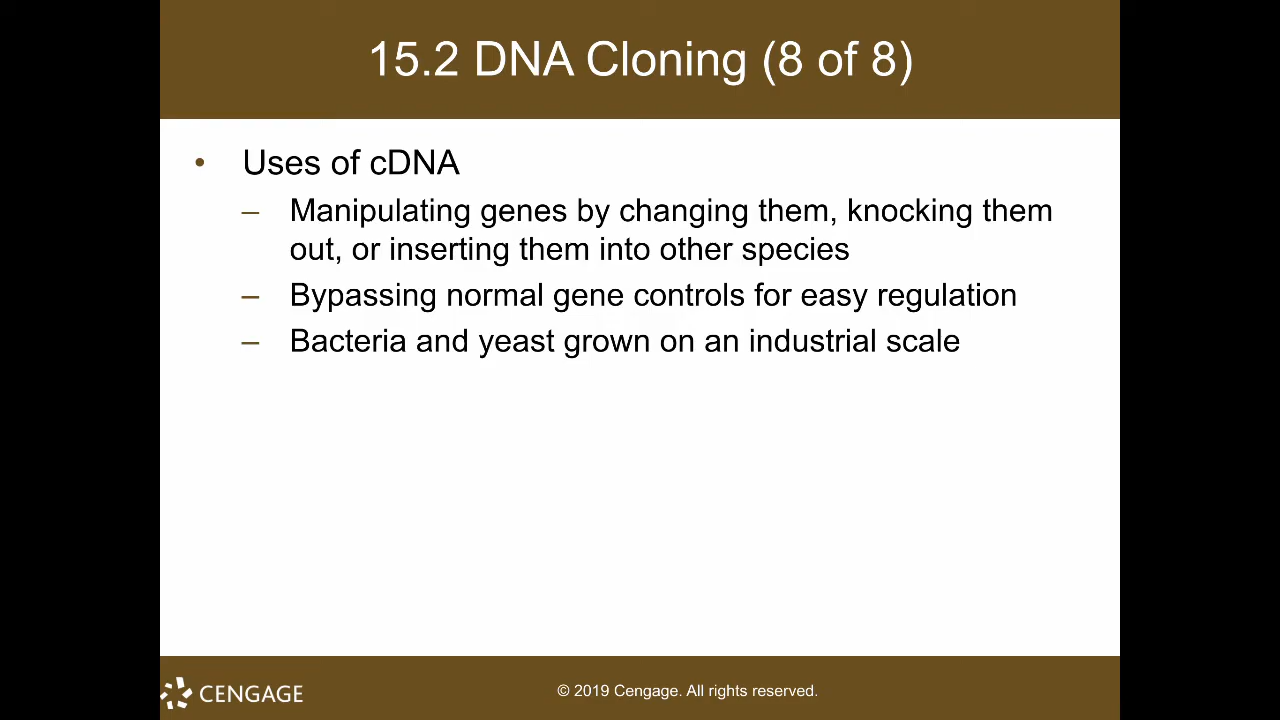 15.2 DNA Cloning (8 of 8)
• Uses of cDNA
– Manipulating genes by changing them, knocking them
out, or inserting them into other species
– Bypassing normal gene controls for easy regulation
– Bacteria and yeast grown on an industrial scale
CENGAGE
© 2019 Cengage. All rights reserved.